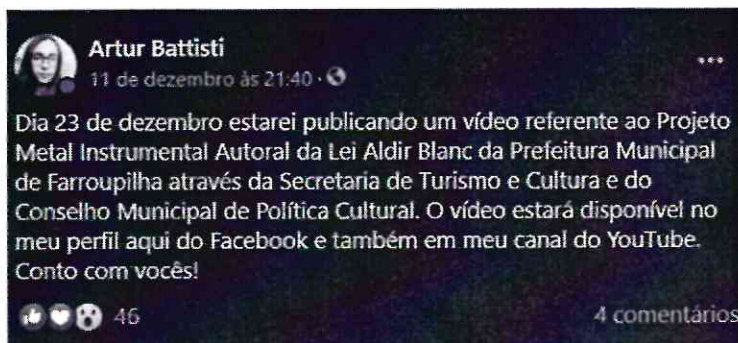 Artur Battisti
11 de dezembro às 21:40 ·
Dia 23 de dezembro estarei publicando um vídeo referente ao Projeto
Metal Instrumental Autoral da Lei Aldir Blanc da Prefeitura Municipal
de Farroupilha através da Secretaria de Turismo e Cultura e do
Conselho Municipal de Política Cultural. O vídeo estará disponível no
meu perfil aqui do Facebook e também em meu canal do YouTube.
Conto com vocês!
46 4 comentários